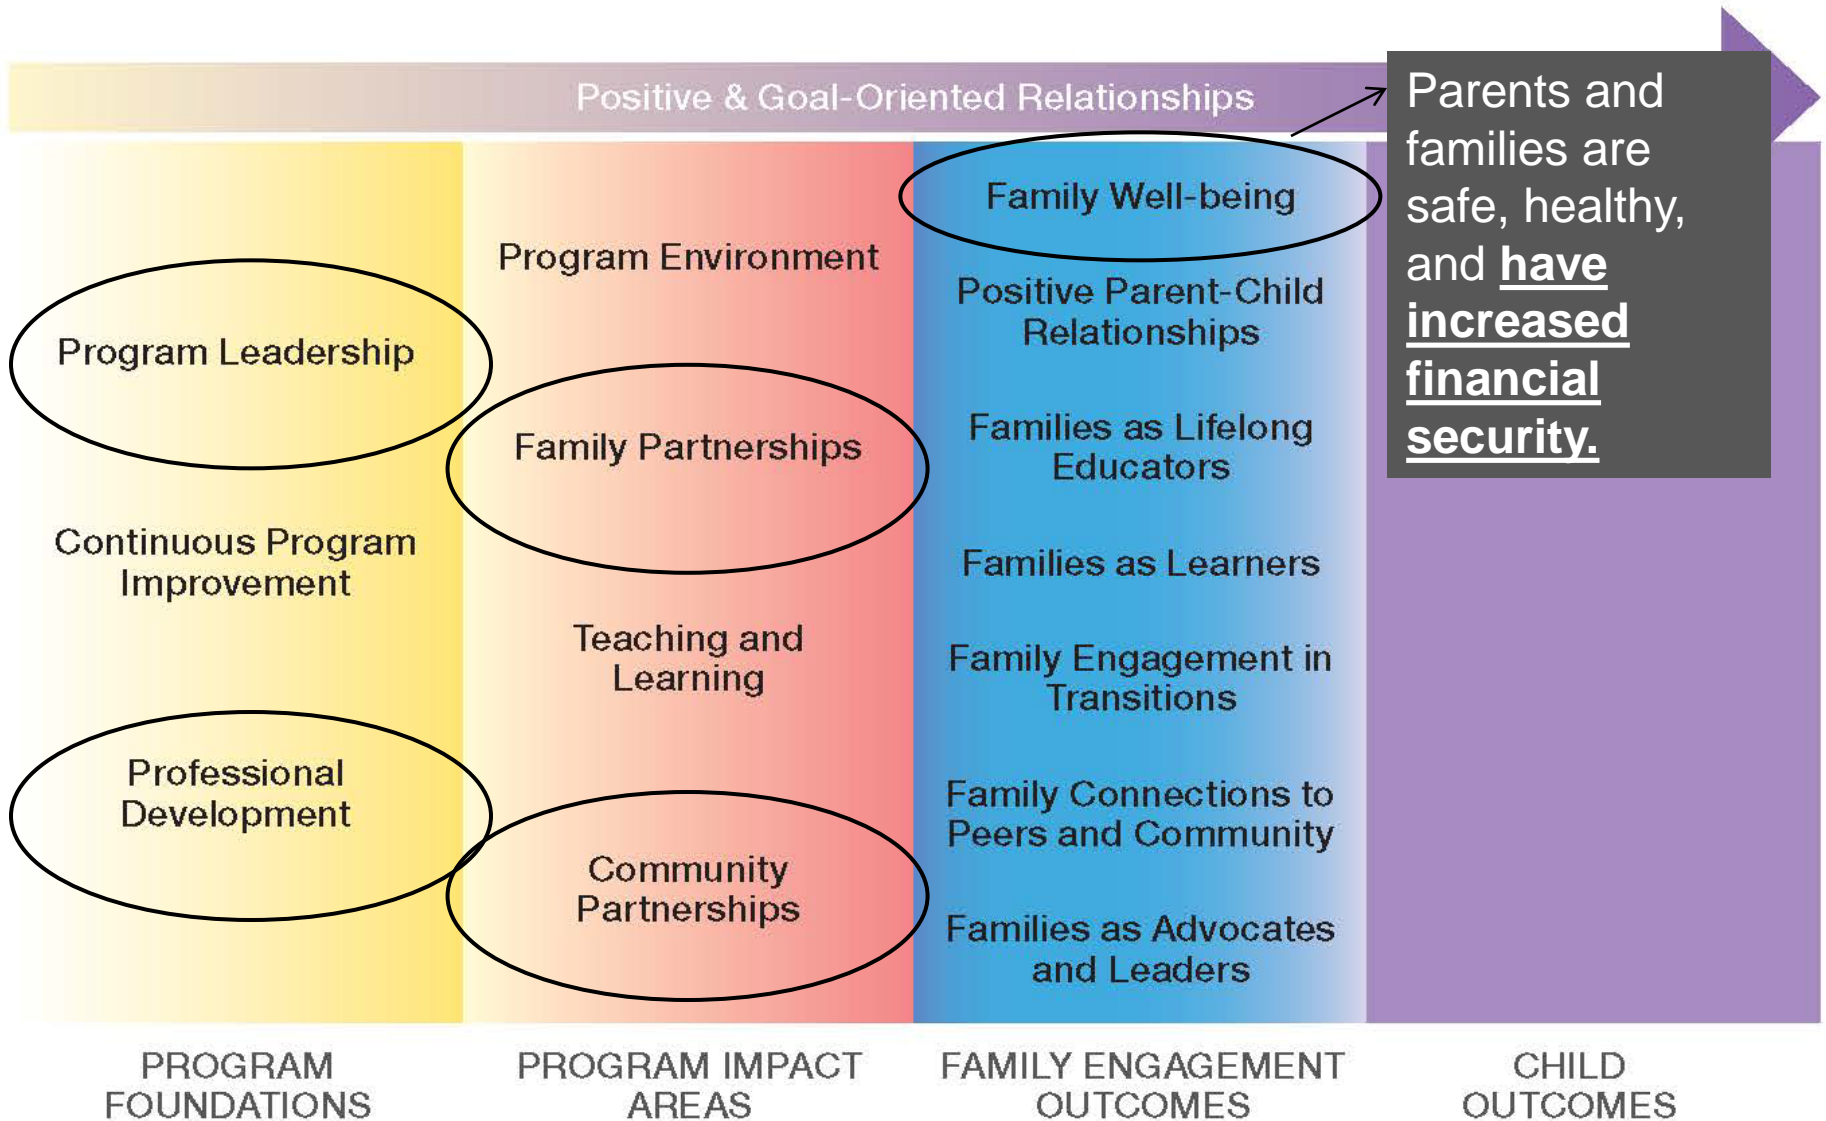 Positive & Goal-Oriented Relationships
Parents and
families are
safe, healthy,
and have
increased
financial
security.
Program Leadership
Continuous Program
Improvement
Professional
Development
PROGRAM
FOUNDATIONS
Program Environment
Family Partnerships
Teaching and
Learning
Community
Partnerships
PROGRAM IMPACT
AREAS
Family Well-being
Positive Parent-Child
Relationships
Families as Lifelong
Educators
Families as Learners
Family Engagement in
Transitions
Family Connections to
Peers and Community
Families as Advocates
and Leaders
FAMILY ENGAGEMENT
OUTCOMES
CHILD
OUTCOMES